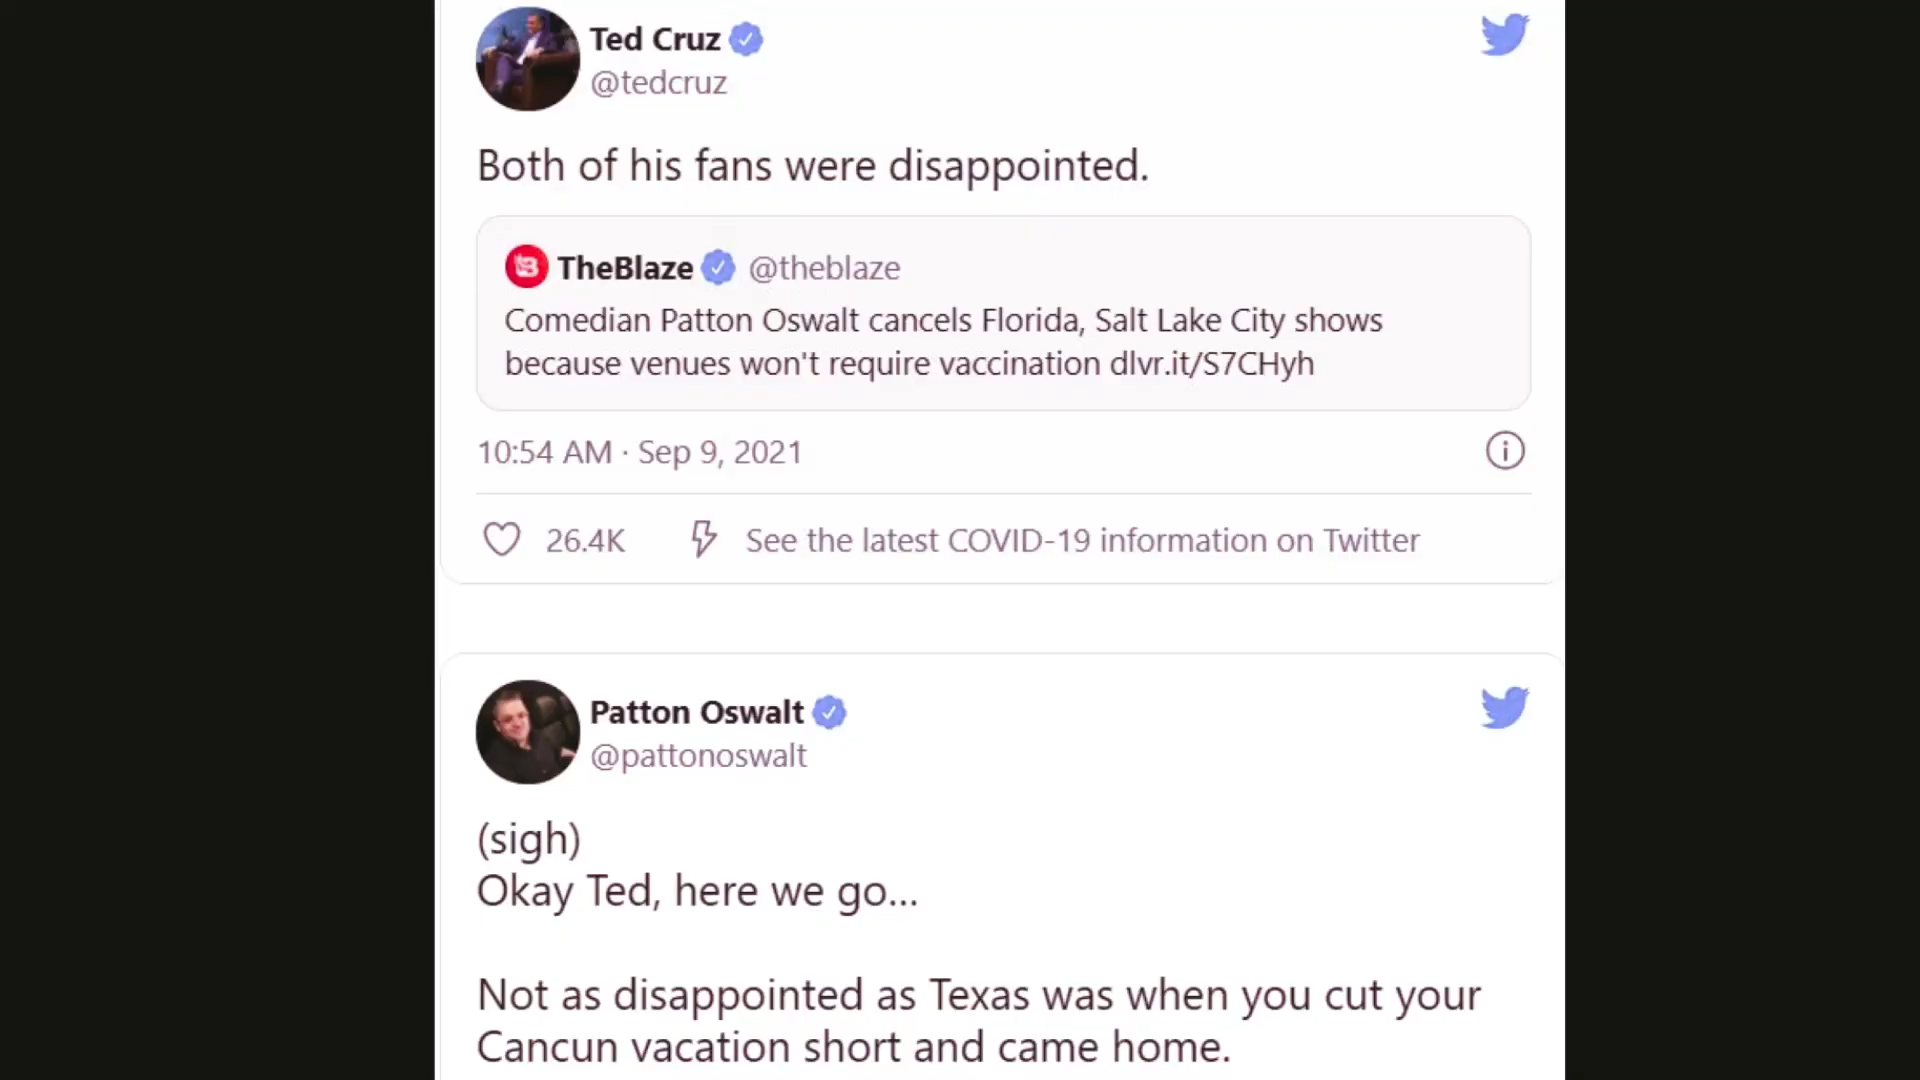 Ted Cruz
@tedcruz
Both of his fans were disappointed.
TheBlaze @theblaze
Comedian Patton Oswalt cancels Florida, Salt Lake City shows
because venues won't require vaccination dlvr.it/S7CHyh
10:54 AM · Sep 9, 2021
26.4K See the latest COVID-19 information on Twitter
Patton Oswalt
@pattonoswalt
(sigh)
Okay Ted, here we go...
Not as disappointed as Texas was when you cut your
Cancun vacation short and came home.